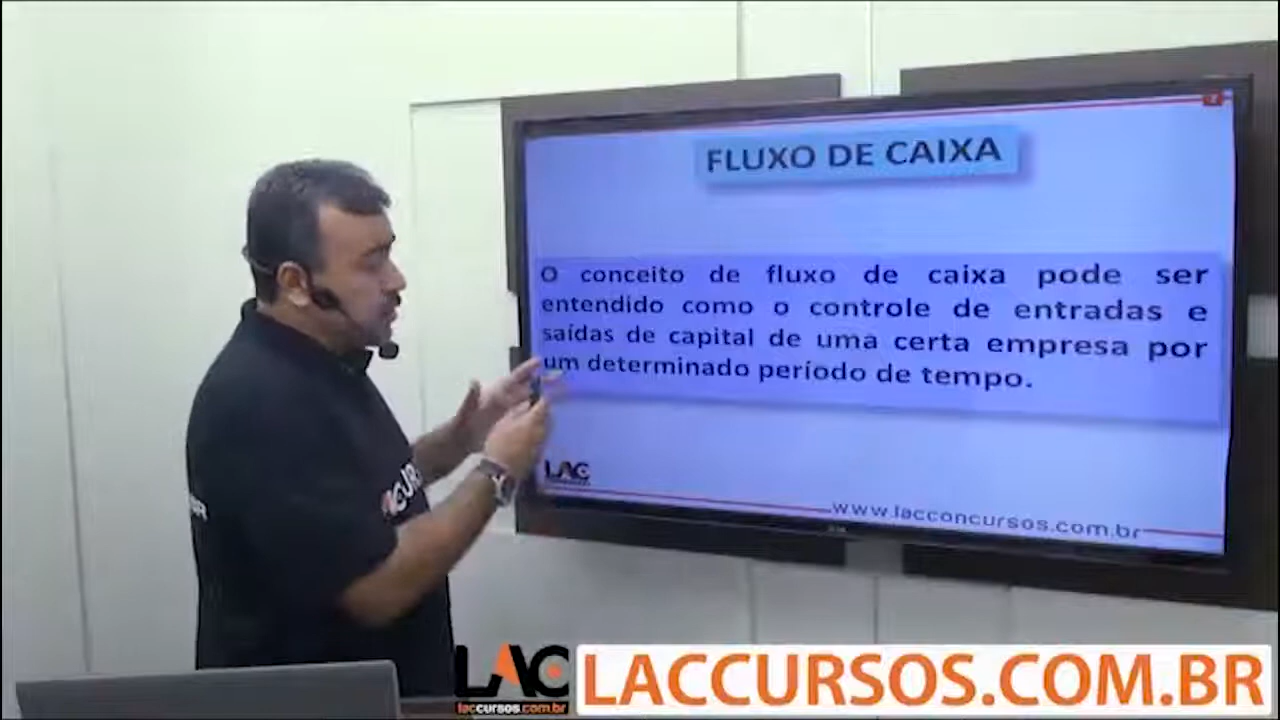 FLUXO DE CAIXA
O conceito de fluxo de caixa pode ser
entendido como o controle de entradas e
saídas de capital de uma certa empresa por
um determinado período de tempo.
LAC
www.lacconcursos.com.br
LAC
laccursos.com.br
LACCURSOS.COM.BR